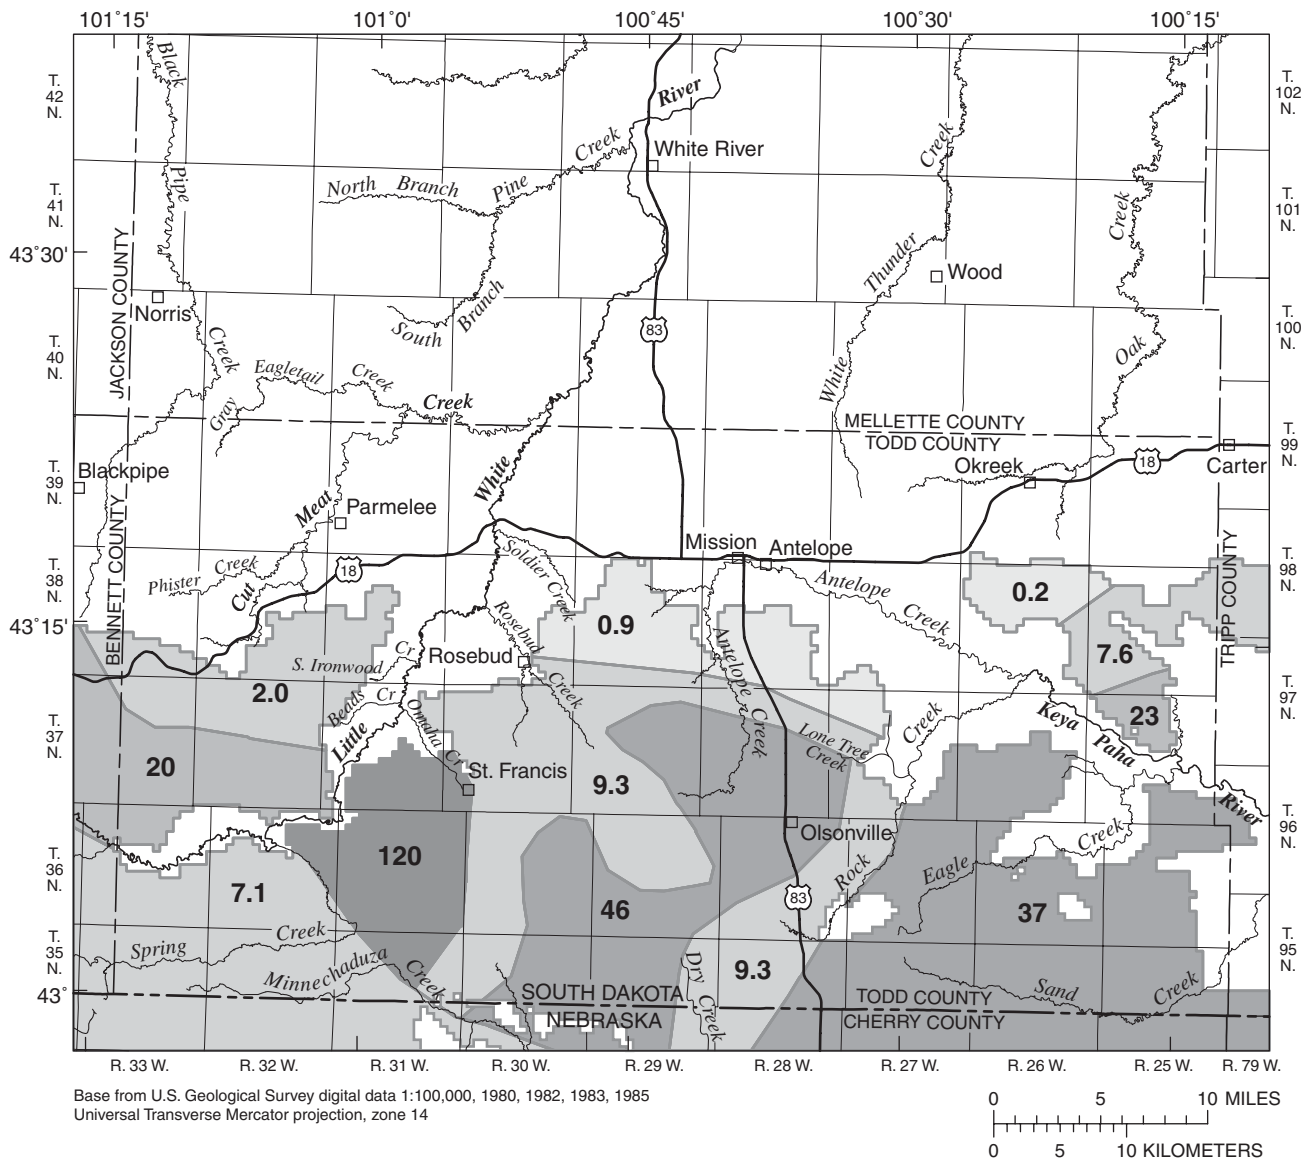 101°15' 101°0' 100°45' 100°30' 100°15'
T. 42 N.
T. 41 N.
43°30'
T. 40 N.
T. 39 N.
T. 38 N.
43°15'
T. 37 N.
T. 36 N.
T. 35 N.
43°
T. 102 N.
T. 101 N.
T. 100 N.
T. 99 N.
T. 98 N.
T. 97 N.
T. 96 N.
T. 95 N.
Black Pipe Creek
River
White River
Creek
North Branch Pine
South Branch
Creek
Thunder
White
Wood
Creek
Oak
Norris
JACKSON COUNTY
83
Eagletail Creek
Gray
Creek
MELLETTE COUNTY
TODD COUNTY
Okreek
18
Carter
Blackpipe
White
Meat
Parmelee
BENNETT COUNTY
Phister Creek
Cut
18
Soldier Creek
Mission
Antelope
Antelope Creek
0.2
TRIPP COUNTY
0.9
Rosebud Creek
Rosebud
Antelope Creek
7.6
S. Ironwood Cr
2.0
Beads Cr
Omaha Cr
Little
23
Keya Paha River
Creek
Lone Tree Creek
20
St. Francis
9.3
Olsonville
Creek
Eagle
Rock
120
7.1
46
83
37
Spring Creek
Minnechaduza Creek
Dry Creek
9.3
Sand Creek
SOUTH DAKOTA
NEBRASKA
TODD COUNTY
CHERRY COUNTY
R. 33 W. R. 32 W. R. 31 W. R. 30 W. R. 29 W. R. 28 W. R. 27 W. R. 26 W. R. 25 W. R. 79 W.
Base from U.S. Geological Survey digital data 1:100,000, 1980, 1982, 1983, 1985
Universal Transverse Mercator projection, zone 14
0 5 10 MILES
0 5 10 KILOMETERS